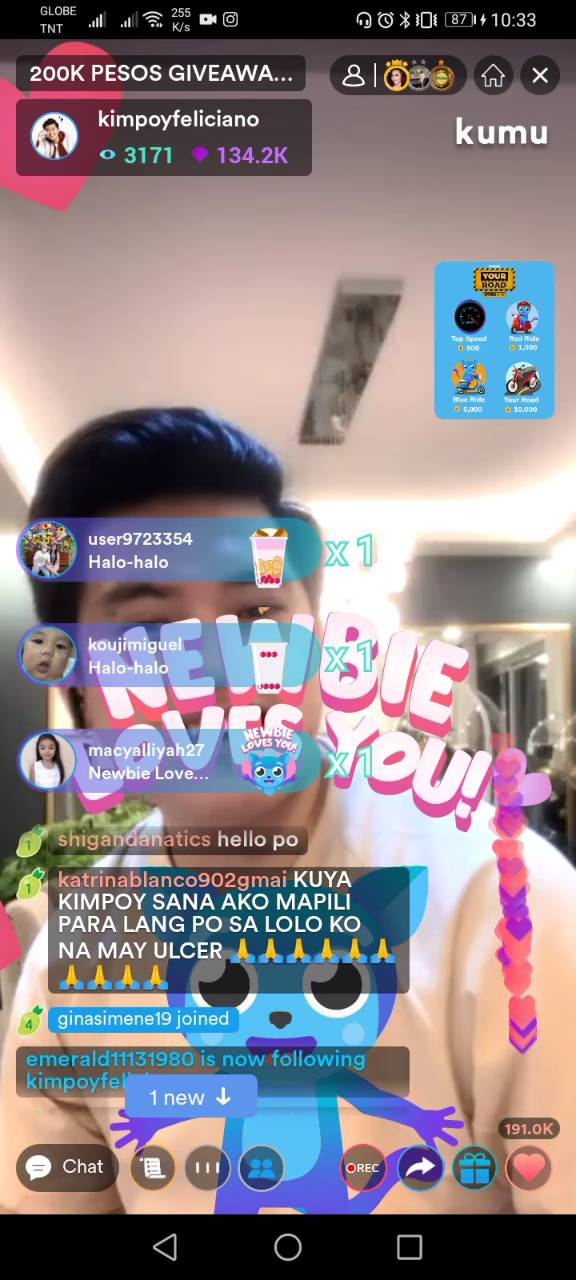 GLOBE
TNT
255
K/s
87
10:33
200K PESOS GIVEAWA...
kimpoyfeliciano
3171
134.2K
kumu
YOUR
ROAD
Top Speed
500
Red Ride
1,000
Blue Ride
5,000
Your Road
10,000
user9723354
Halo-halo
x 1
koujimiguel
Halo-halo
x 1
NEWBIE
LOVES YOU!
macyalliyah27
Newbie Love...
NEWBIE
LOVES YOU!
x 1
1
shigandanatics hello po
1
katrinablanco902gmai KUYA
KIMPOY SANA AKO MAPILI
PARA LANG PO SA LOLO KO
NA MAY ULCER 🙏🙏🙏🙏🙏🙏
🙏🙏🙏🙏
4
ginasimene19 joined
emerald11131980 is now following
1 new ↓
191.0K
Chat
REC